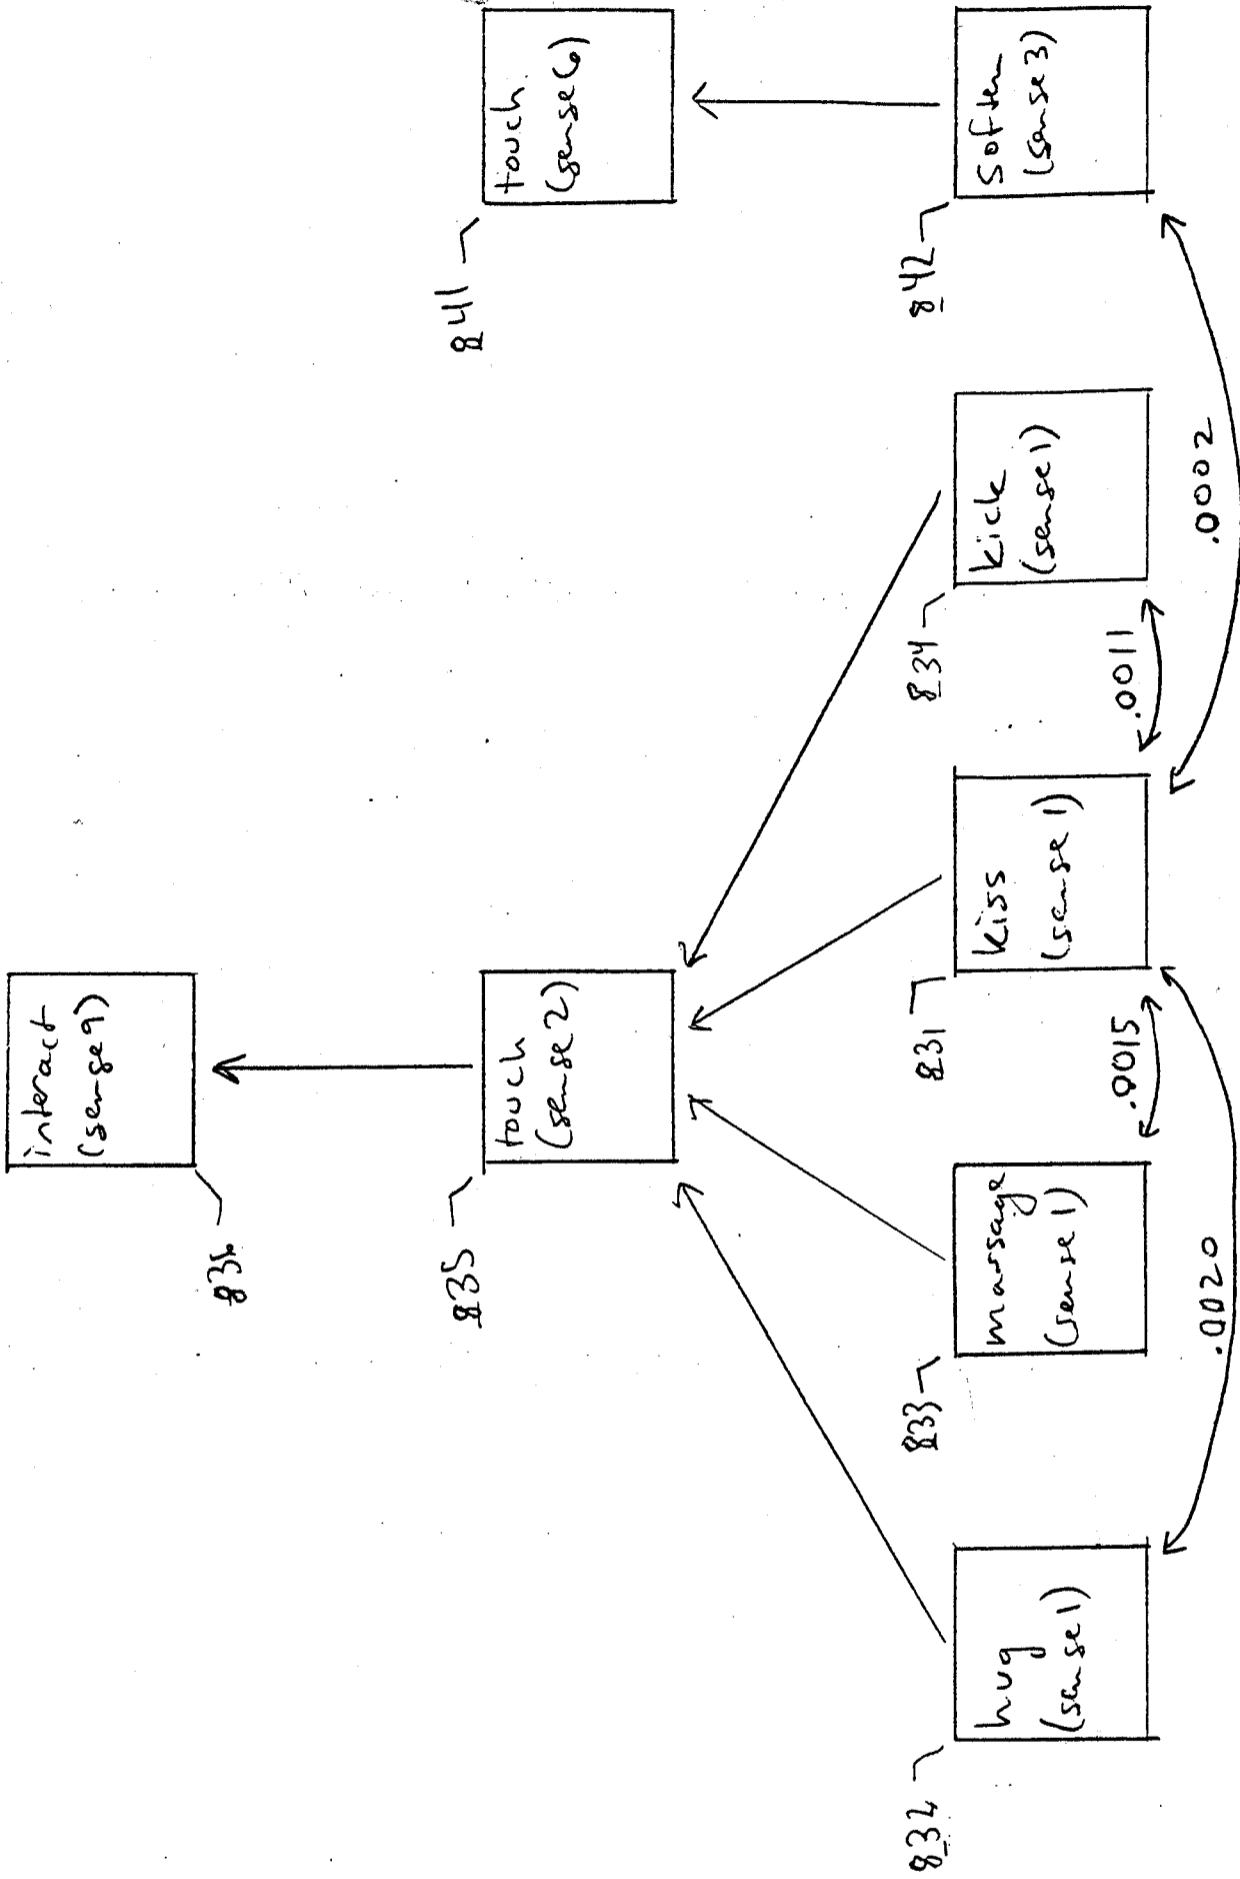 836
interact
(sense 9)
835
touch
(sense 2)
841
touch
(sense 6)
832
hug
(sense 1)
833
massage
(sense 1)
831
kiss
(sense 1)
834
kick
(sense 1)
842
soften
(sense 3)
.0015
.0011
.0020
.0002